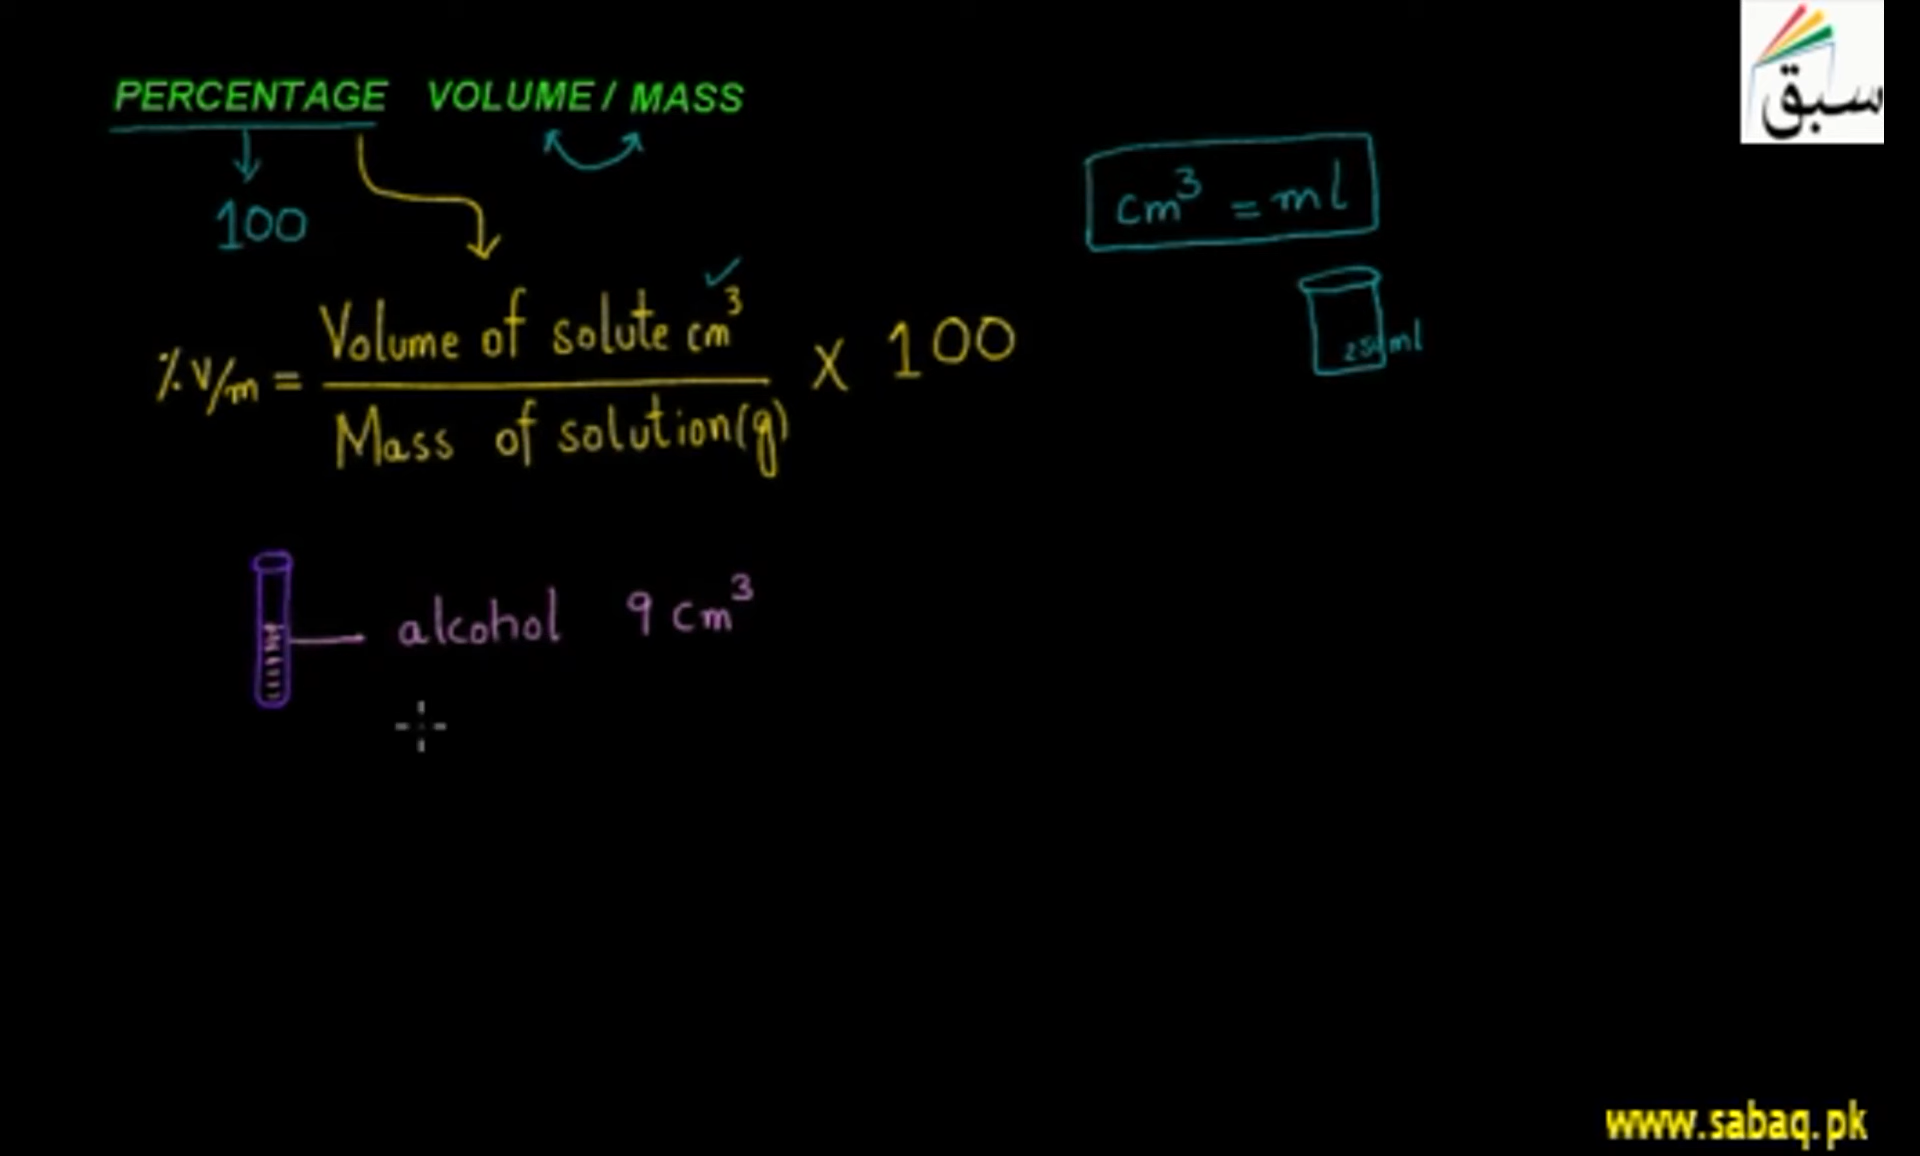 PERCENTAGE VOLUME / MASS
100
cm³ = ml
250 ml
% v/m = Volume of solute cm³ / Mass of solution (g) X 100
alcohol 9 cm³
سبق
www.sabaq.pk